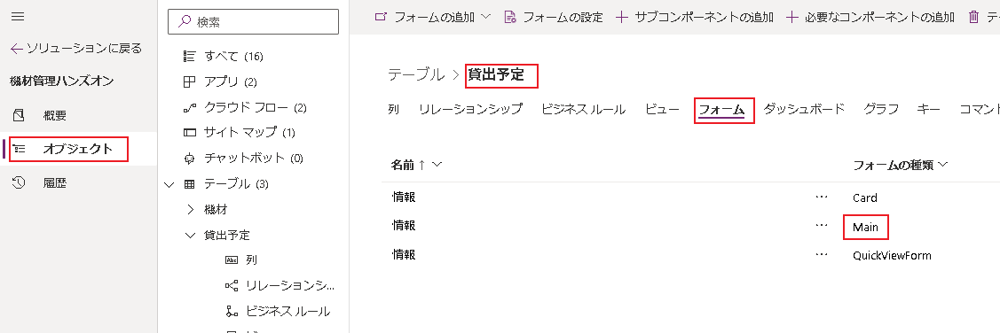 ソリューションに戻る
機材管理ハンズオン
概要
オブジェクト
履歴
検索
すべて (16)
アプリ (2)
クラウド フロー (2)
サイト マップ (1)
チャットボット (0)
テーブル (3)
機材
貸出予定
Abc 列
リレーションシ...
ビジネス ルール
フォームの追加 フォームの設定 サブコンポーネントの追加 必要なコンポーネントの追加 テー
テーブル > 貸出予定
列 リレーションシップ ビジネス ルール ビュー フォーム ダッシュボード グラフ キー コマンド
名前 ↑ フォームの種類
情報 ... Card
情報 ... Main
情報 ... QuickViewForm